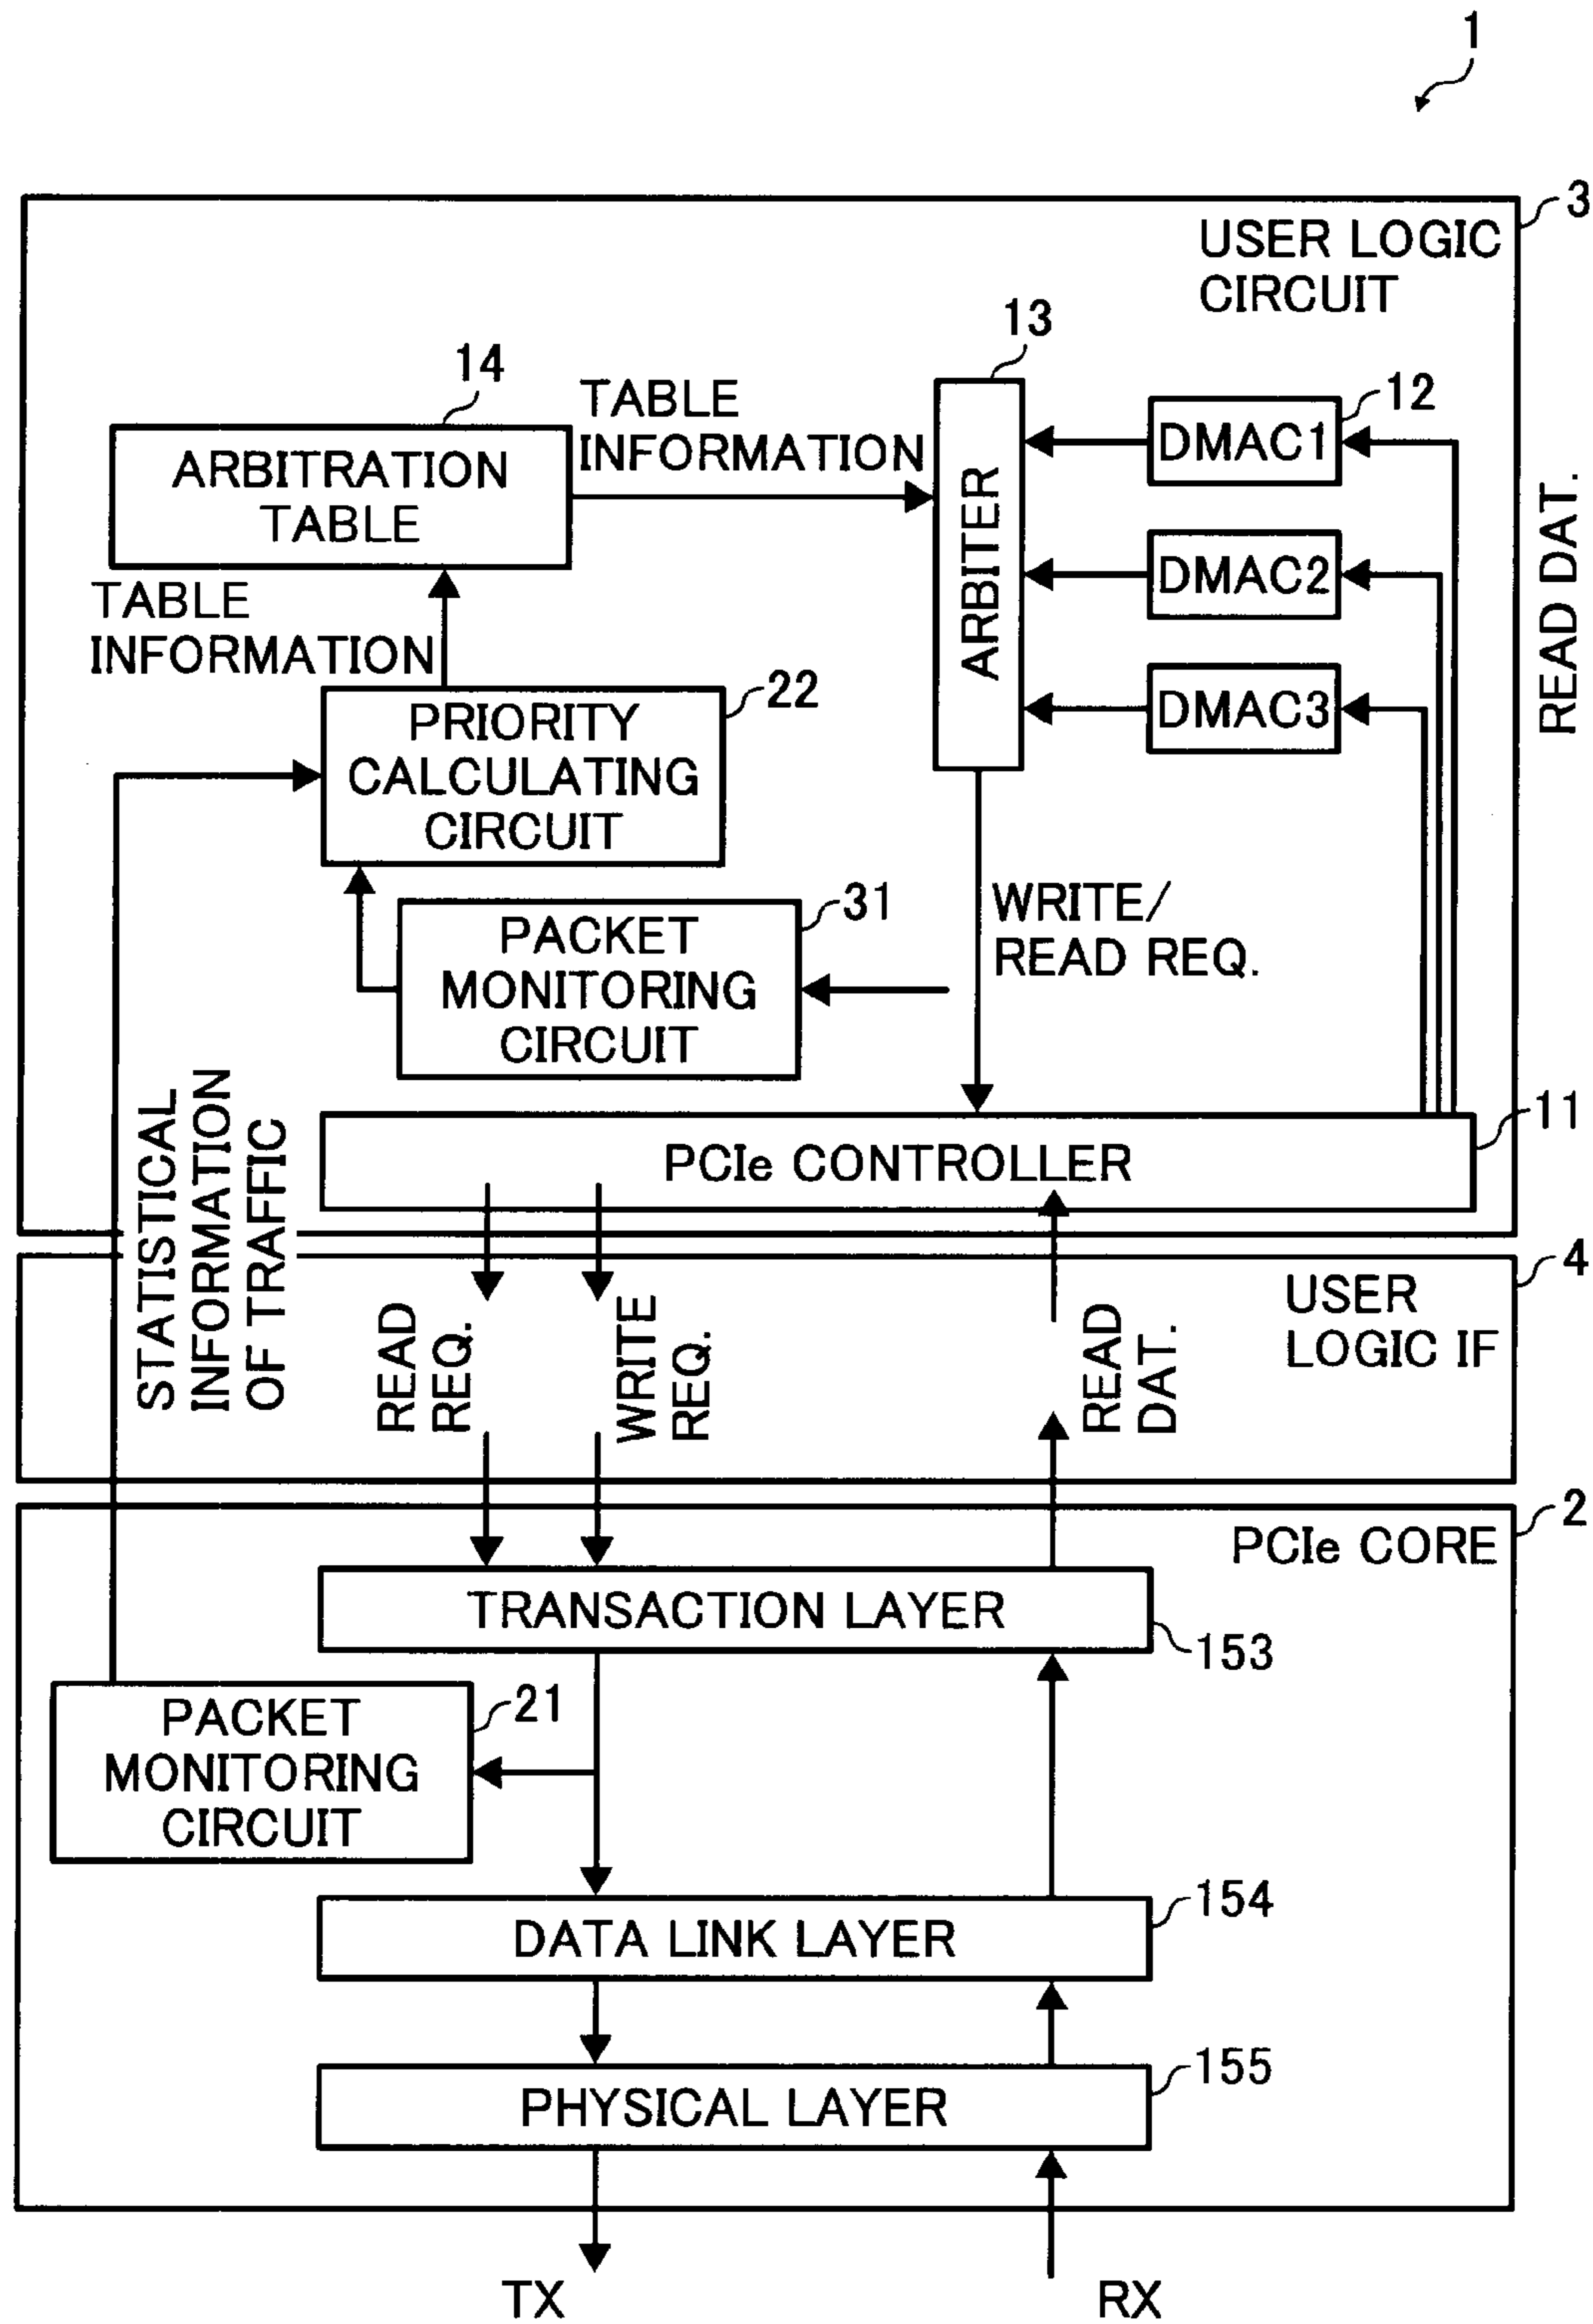 1
3
USER LOGIC
CIRCUIT
13
14
TABLE
INFORMATION
12
DMAC1
ARBITRATION
TABLE
ARBITER
READ DAT.
DMAC2
TABLE
INFORMATION
DMAC3
22
PRIORITY
CALCULATING
CIRCUIT
31
PACKET
MONITORING
CIRCUIT
WRITE/
READ REQ.
STATISTICAL
INFORMATION
OF TRAFFIC
11
PCIe CONTROLLER
4
USER
LOGIC IF
READ
REQ.
WRITE
REQ.
READ
DAT.
2
PCIe CORE
TRANSACTION LAYER
153
21
PACKET
MONITORING
CIRCUIT
154
DATA LINK LAYER
155
PHYSICAL LAYER
TX
RX